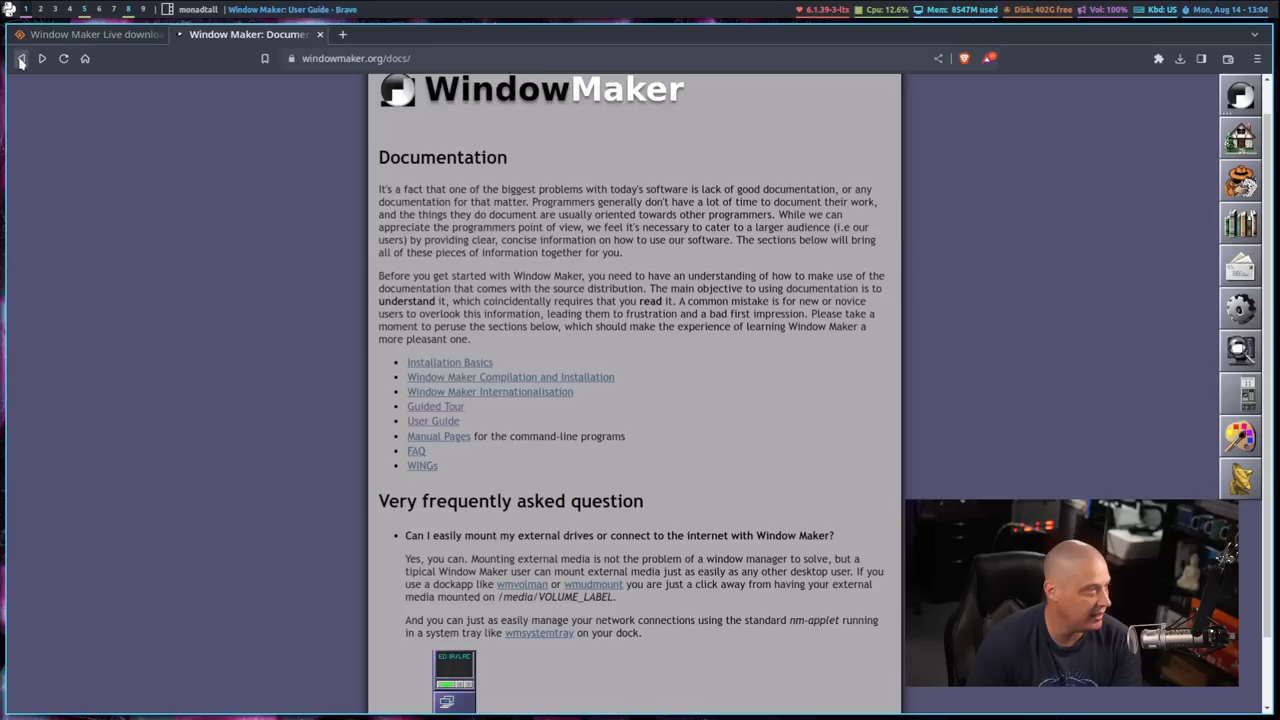 1 2 3 4 5 6 7 8 9 monadtall Window Maker: User Guide - Brave 6.1.39-3-lts Cpu: 12.6% Mem: 8547M used Disk: 402G free Vol: 100% Kbd: US Mon, Aug 14 - 13:04
Window Maker Live downloa Window Maker: Documen
windowmaker.org/docs/
WindowMaker
Documentation
It's a fact that one of the biggest problems with today's software is lack of good documentation, or any
documentation for that matter. Programmers generally don't have a lot of time to document their work,
and the things they do document are usually oriented towards other programmers. While we can
appreciate the programmers point of view, we feel it's necessary to cater to a larger audience (i.e our
users) by providing clear, concise information on how to use our software. The sections below will bring
all of these pieces of information together for you.
Before you get started with Window Maker, you need to have an understanding of how to make use of the
documentation that comes with the source distribution. The main objective to using documentation is to
understand it, which coincidentally requires that you read it. A common mistake is for new or novice
users to overlook this information, leading them to frustration and a bad first impression. Please take a
moment to peruse the sections below, which should make the experience of learning Window Maker a
more pleasant one.
Installation Basics
Window Maker Compilation and Installation
Window Maker Internationalisation
Guided Tour
User Guide
Manual Pages for the command-line programs
FAQ
WINGs
Very frequently asked question
Can I easily mount my external drives or connect to the internet with Window Maker?
Yes, you can. Mounting external media is not the problem of a window manager to solve, but a
tipical Window Maker user can mount external media just as easily as any other desktop user. If you
use a dockapp like wmvolman or wmudmount you are just a click away from having your external
media mounted on /media/VOLUME_LABEL.
And you can just as easily manage your network connections using the standard nm-applet running
in a system tray like wmsystemtray on your dock.